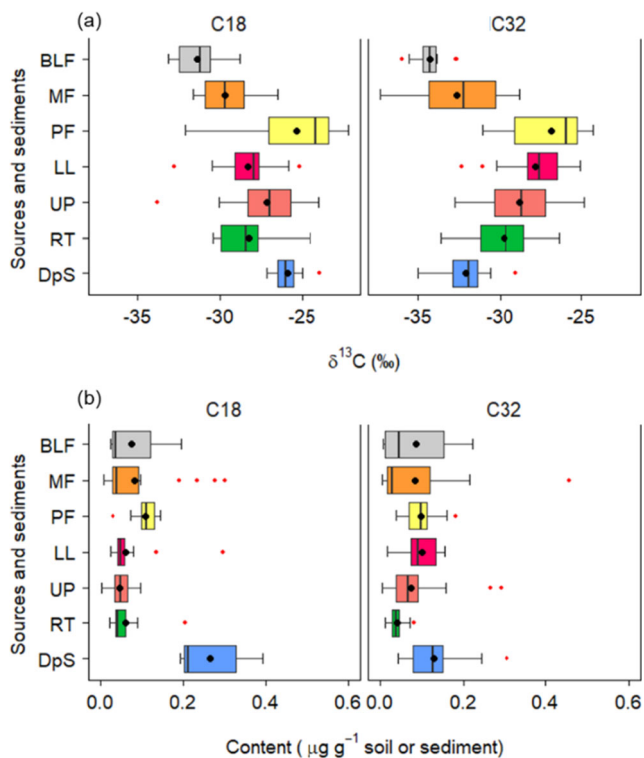 (a)
C18 C32
Sources and sediments
BLF
MF
PF
LL
UP
RT
DpS
-35 -30 -25 -35 -30 -25
δ¹³C (‰)
(b)
C18 C32
Sources and sediments
BLF
MF
PF
LL
UP
RT
DpS
0.0 0.2 0.4 0.6 0.0 0.2 0.4 0.6
Content ( μg g⁻¹ soil or sediment)